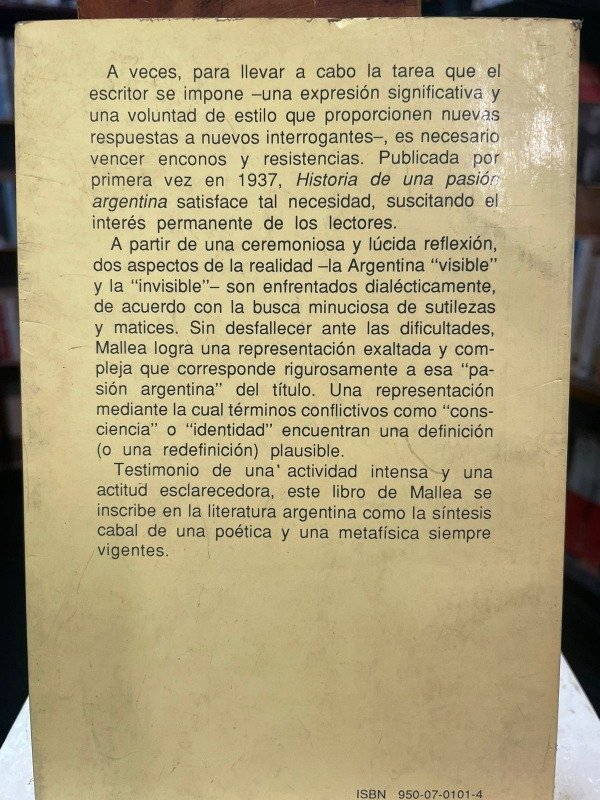 A veces, para llevar a cabo la tarea que el
escritor se impone –una expresión significativa y
una voluntad de estilo que proporcionen nuevas
respuestas a nuevos interrogantes–, es necesario
vencer enconos y resistencias. Publicada por
primera vez en 1937, Historia de una pasión
argentina satisface tal necesidad, suscitando el
interés permanente de los lectores.
A partir de una ceremoniosa y lúcida reflexión,
dos aspectos de la realidad –la Argentina “visible”
y la “invisible”– son enfrentados dialécticamente,
de acuerdo con la busca minuciosa de sutilezas
y matices. Sin desfallecer ante las dificultades,
Mallea logra una representación exaltada y com-
pleja que corresponde rigurosamente a esa “pa-
sión argentina” del título. Una representación
mediante la cual términos conflictivos como “cons-
ciencia” o “identidad” encuentran una definición
(o una redefinición) plausible.
Testimonio de una actividad intensa y una
actitud esclarecedora, este libro de Mallea se
inscribe en la literatura argentina como la síntesis
cabal de una poética y una metafísica siempre
vigentes.
ISBN 950-07-0101-4